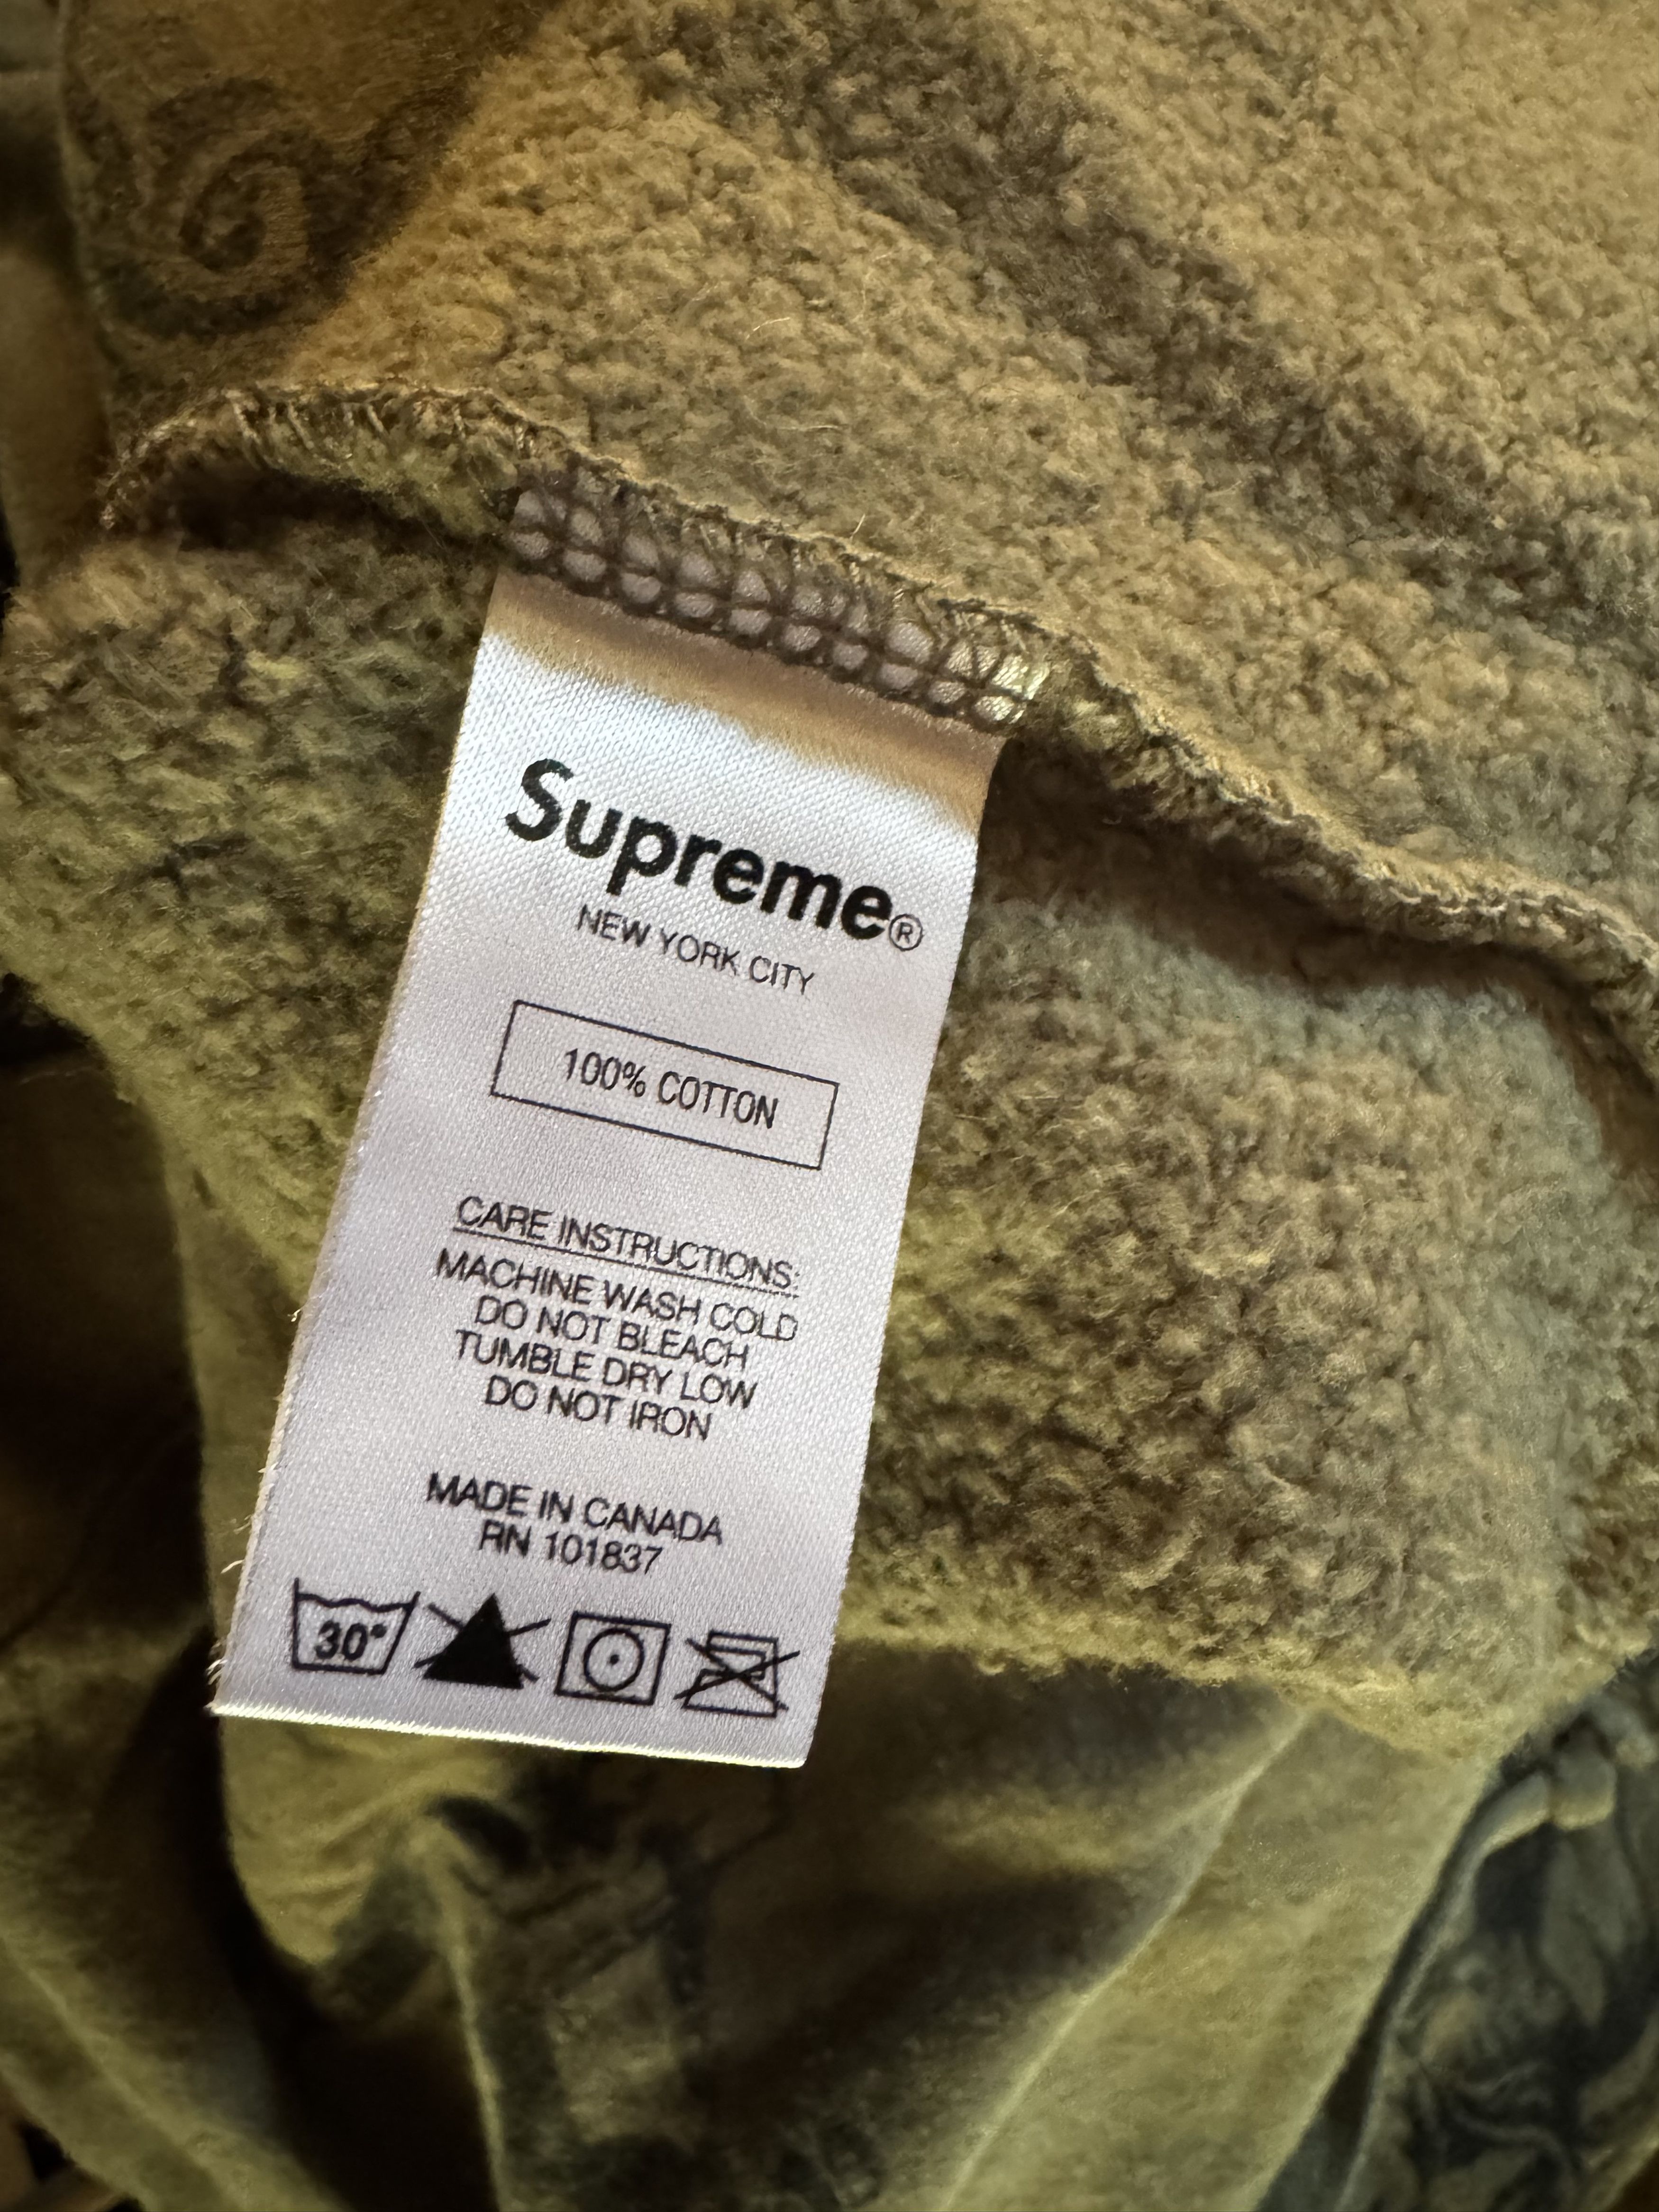 Supreme®
NEW YORK CITY
100% COTTON
CARE INSTRUCTIONS:
MACHINE WASH COLD
DO NOT BLEACH
TUMBLE DRY LOW
DO NOT IRON
MADE IN CANADA
RN 101837
30°